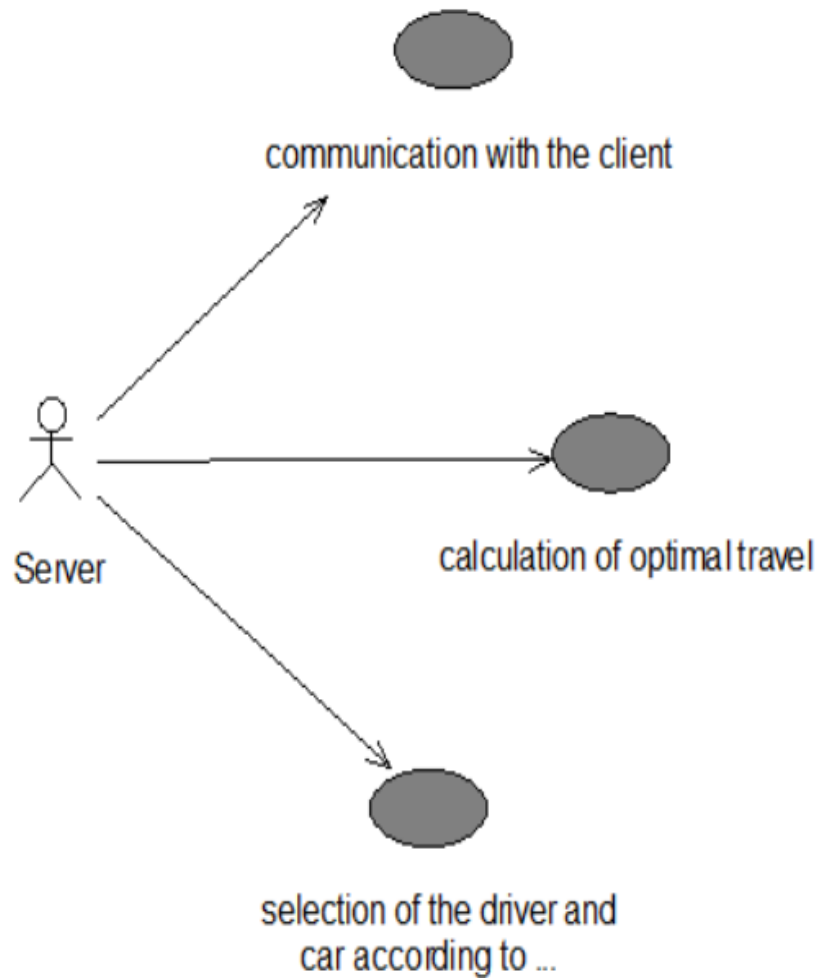 communication with the client
Server
calculation of optimal travel
selection of the driver and
car according to ...